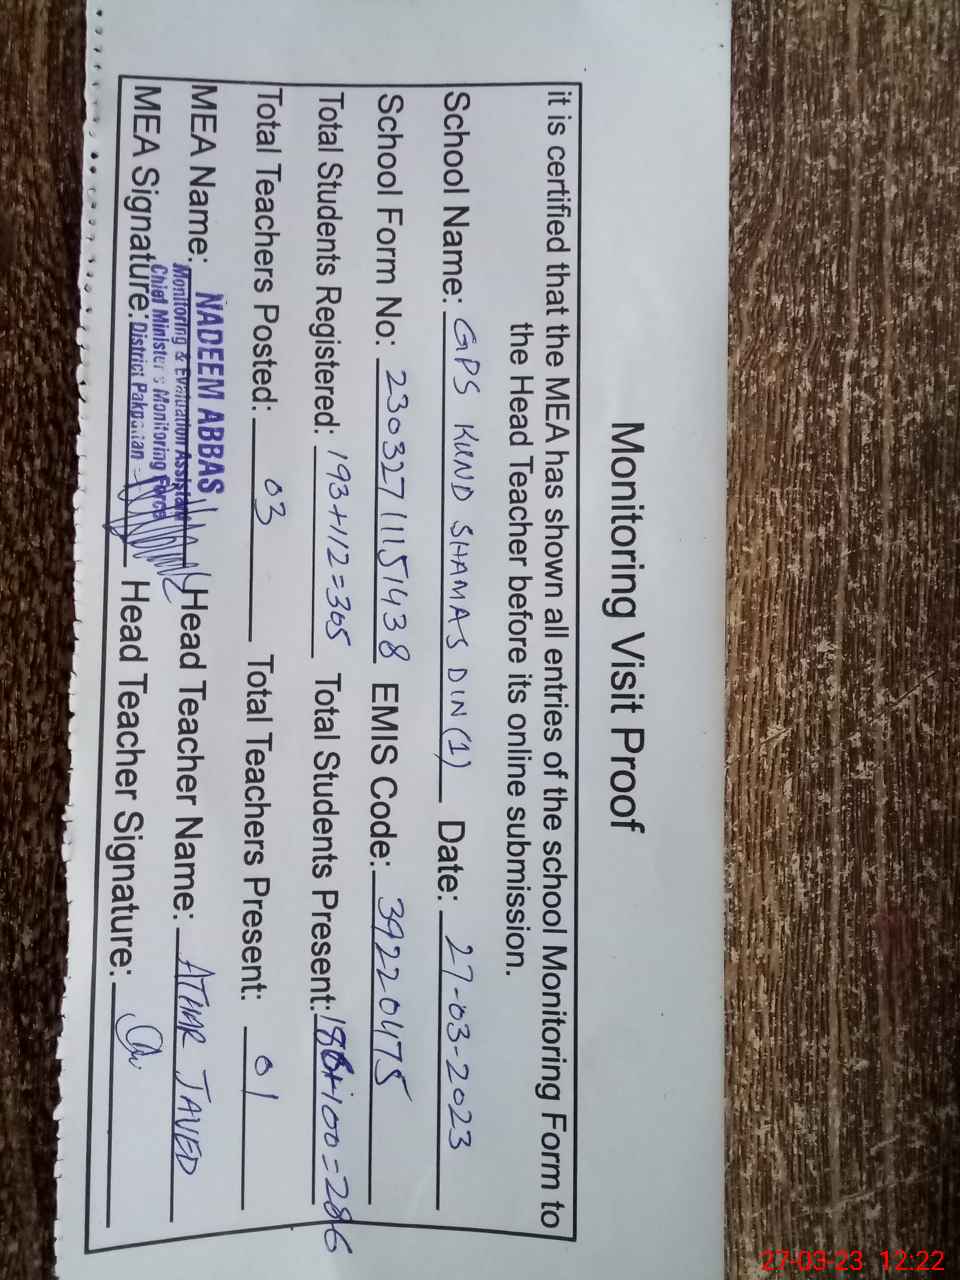 Monitoring Visit Proof
it is certified that the MEA has shown all entries of the school Monitoring Form to
the Head Teacher before its online submission.
School Name: GPS KUND SHAMAS DIN (1) Date: 27-03-2023
School Form No: 23032711151438 EMIS Code: 39220475
Total Students Registered: 193+112=305 Total Students Present: 186+100=286
Total Teachers Posted: 03 Total Teachers Present: 01
MEA Name: NADEEM ABBAS Head Teacher Name: ATHAR JAVED
Monitoring & Evaluation Assistant
Chief Minister's Monitoring Force
MEA Signature: District Pakpattan Head Teacher Signature:
27-03-23 12:22